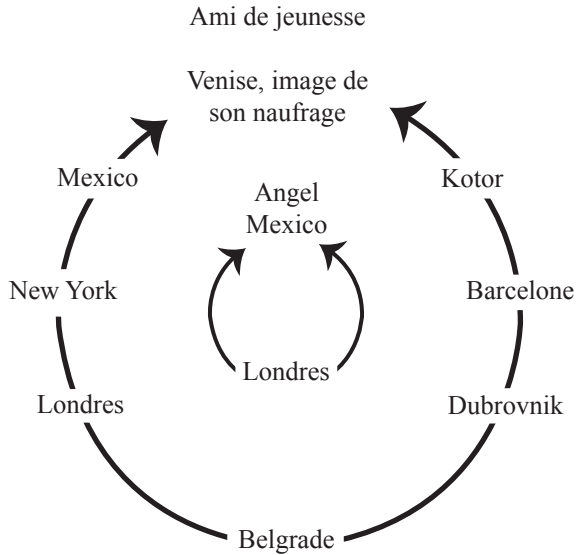 Ami de jeunesse
Venise, image de
son naufrage
Mexico
Kotor
Angel
Mexico
New York
Barcelone
Londres
Londres
Dubrovnik
Belgrade